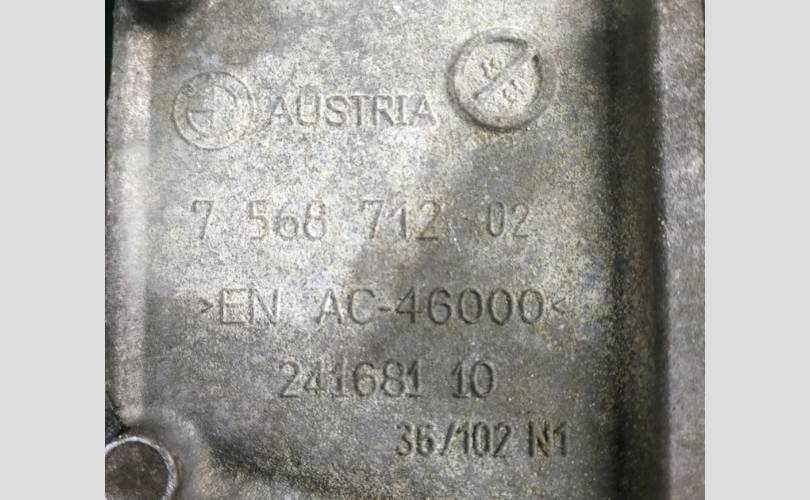 AUSTRIA
7 568 712 02
>EN AC-46000<
241681 10
36/102 N1